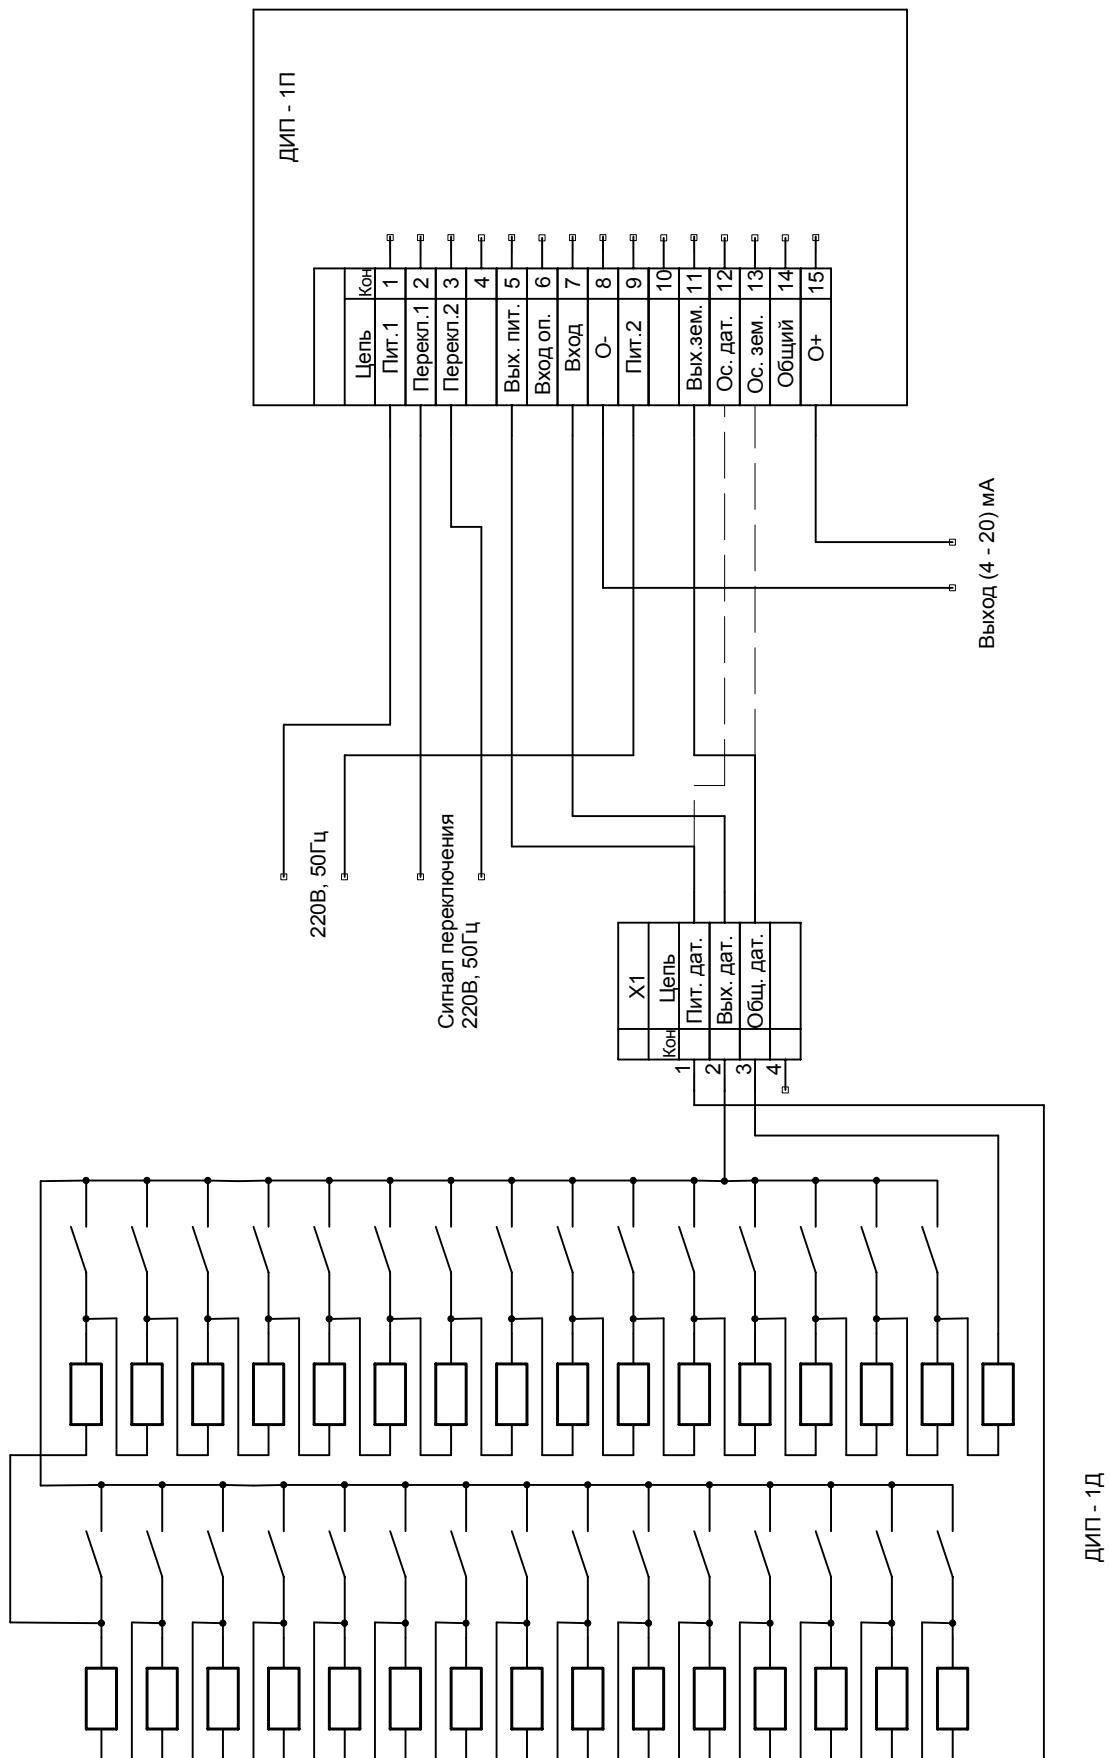 ДИП - 1П
Цепь
Кон
Пит.1
1
Перекл.1
2
Перекл.2
3
4
Вых. пит.
5
Вход оп.
6
Вход
7
О-
8
Пит.2
9
10
Вых.зем.
11
Ос. дат.
12
Ос. зем.
13
Общий
14
О+
15
Выход (4 - 20) мА
220В, 50Гц
Сигнал переключения
220В, 50Гц
Х1
Кон
Цепь
1
Пит. дат.
2
Вых. дат.
3
Общ. дат.
4
ДИП - 1Д